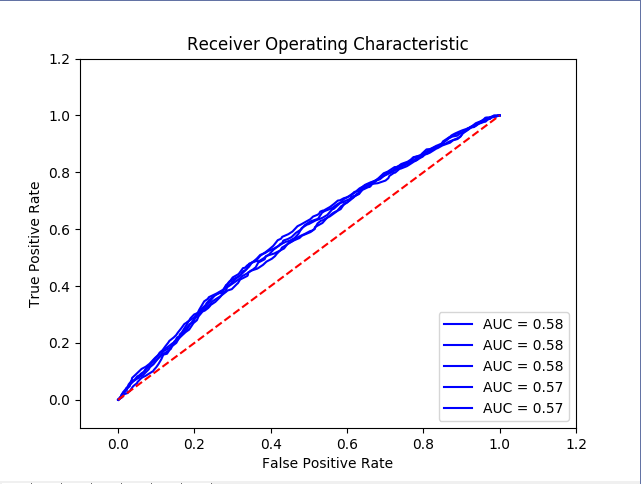 Receiver Operating Characteristic
1.2
1.0
0.8
0.6
0.4
0.2
0.0
True Positive Rate
AUC = 0.58
AUC = 0.58
AUC = 0.58
AUC = 0.57
AUC = 0.57
0.0 0.2 0.4 0.6 0.8 1.0 1.2
False Positive Rate